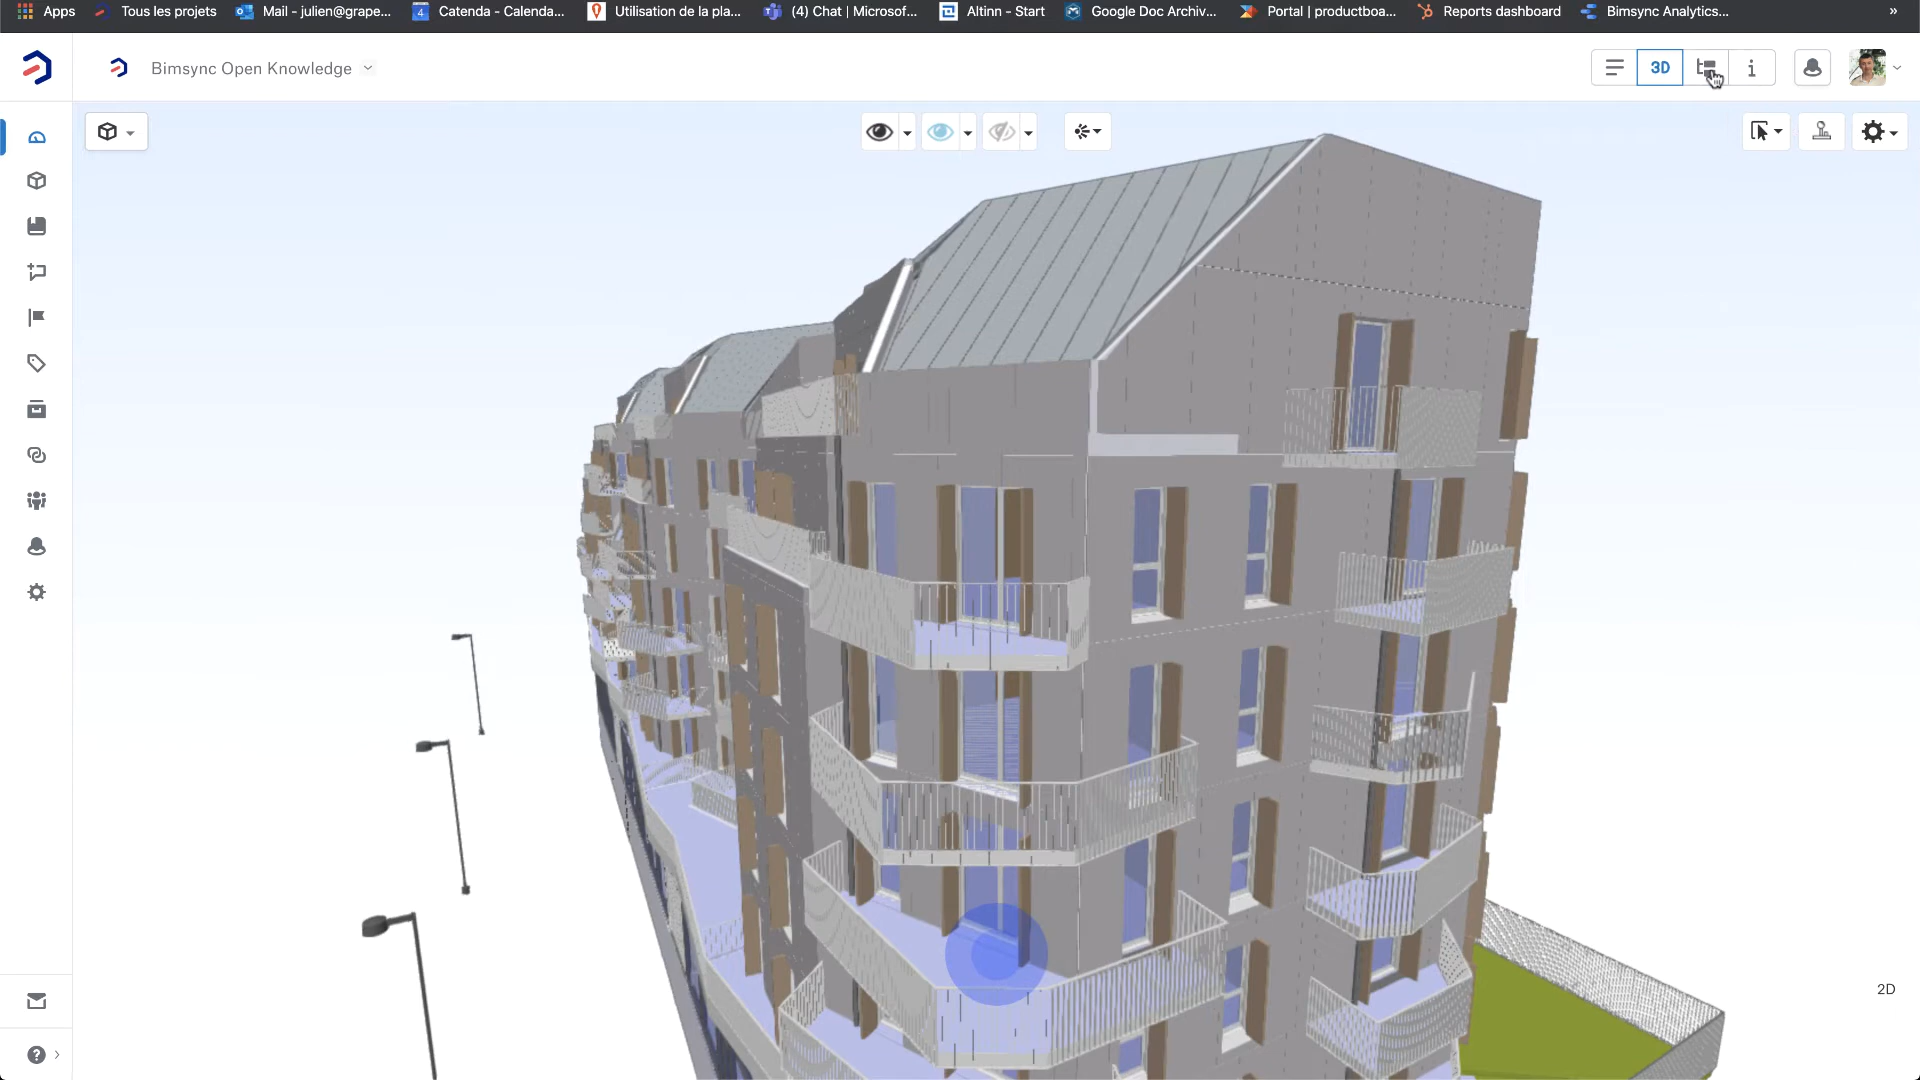 Apps Tous les projets Mail - julien@grape... 4 Catenda - Calenda... Utilisation de la pla... (4) Chat | Microsof... Altinn - Start Google Doc Archiv... Portal | productboa... Reports dashboard Bimsync Analytics... »
Bimsync Open Knowledge 3D i
2D
?